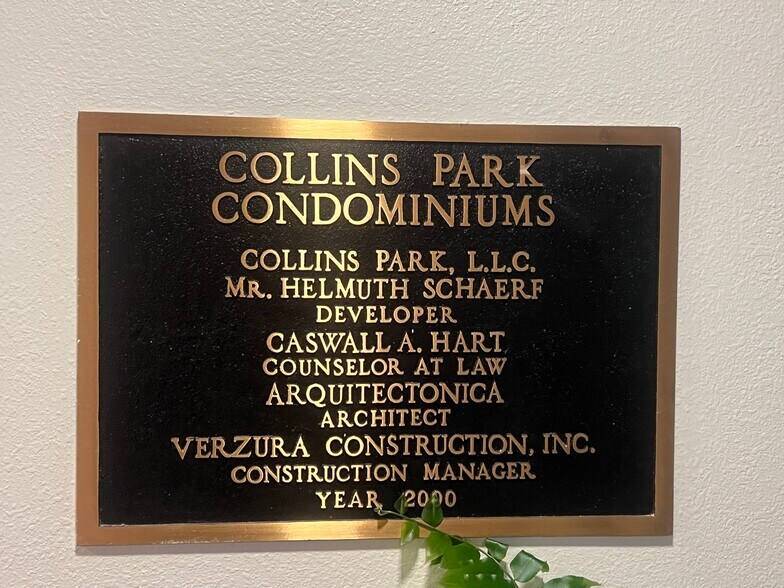 COLLINS PARK
CONDOMINIUMS
COLLINS PARK, L.L.C.
MR. HELMUTH SCHAERF
DEVELOPER
CASWALL A. HART
COUNSELOR AT LAW
ARQUITECTONICA
ARCHITECT
VERZURA CONSTRUCTION, INC.
CONSTRUCTION MANAGER
YEAR 2000